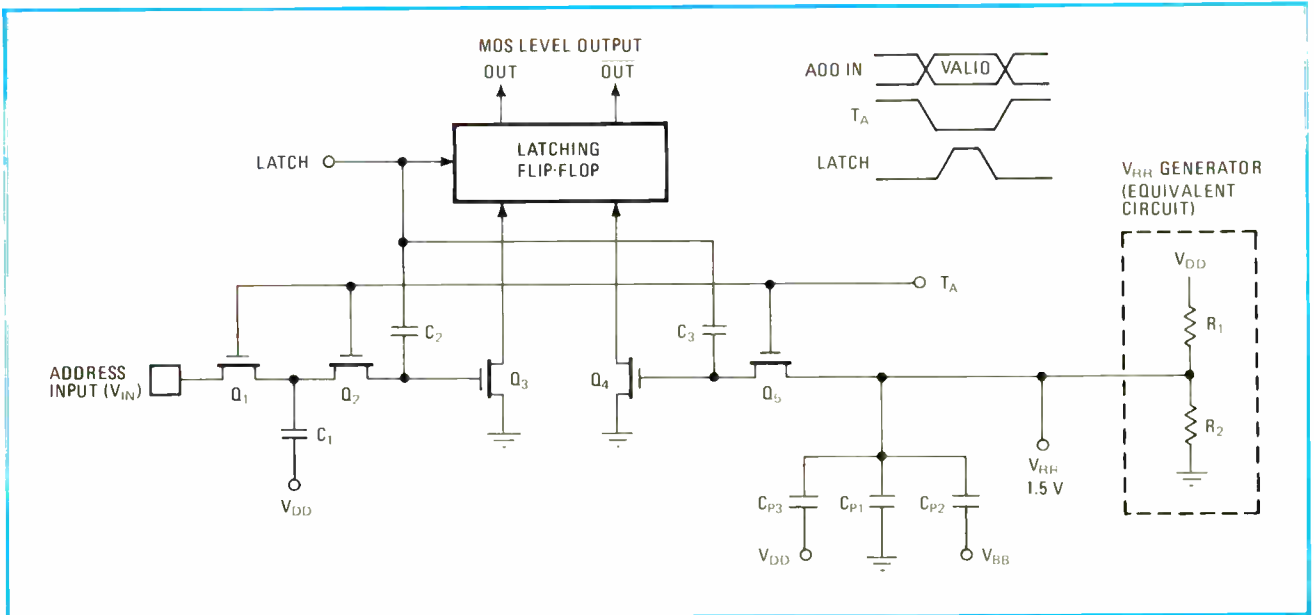 MOS LEVEL OUTPUT
OUT OUT
LATCHING
FLIP-FLOP
LATCH
ADD IN VALID
TA
LATCH
VRR GENERATOR
(EQUIVALENT
CIRCUIT)
VDD
R1
R2
TA
C2
C3
ADDRESS
INPUT (VIN)
Q1
Q2
Q3
Q4
Q5
C1
VDD
CP3
CP1
CP2
VRR
1.5 V
VDD
VBB